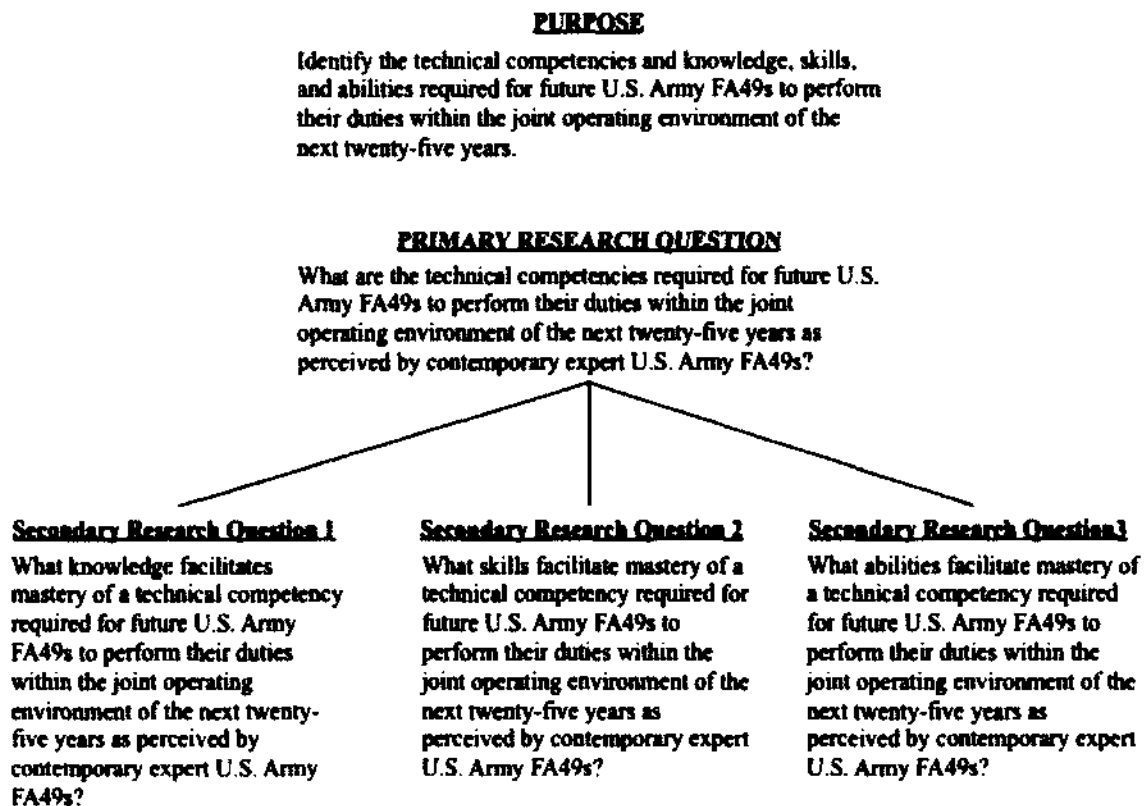 PURPOSE
Identify the technical competencies and knowledge, skills,
and abilities required for future U.S. Army FA49s to perform
their duties within the joint operating environment of the
next twenty-five years.
PRIMARY RESEARCH QUESTION
What are the technical competencies required for future U.S.
Army FA49s to perform their duties within the joint
operating environment of the next twenty-five years as
perceived by contemporary expert U.S. Army FA49s?
Secondary Research Question 1
What knowledge facilitates
mastery of a technical competency
required for future U.S. Army
FA49s to perform their duties
within the joint operating
environment of the next twenty-
five years as perceived by
contemporary expert U.S. Army
FA49s?
Secondary Research Question 2
What skills facilitate mastery of a
technical competency required for
future U.S. Army FA49s to
perform their duties within the
joint operating environment of the
next twenty-five years as
perceived by contemporary expert
U.S. Army FA49s?
Secondary Research Question3
What abilities facilitate mastery of
a technical competency required
for future U.S. Army FA49s to
perform their duties within the
joint operating environment of the
next twenty-five years as
perceived by contemporary expert
U.S. Army FA49s?